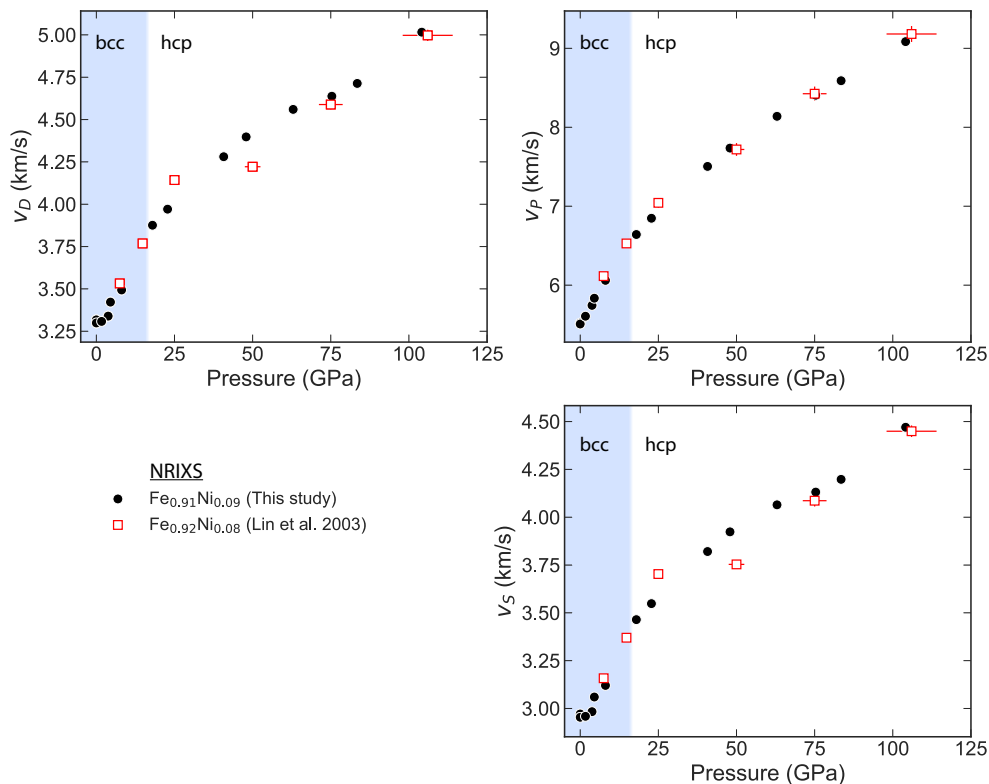 bcc hcp
5.00
4.75
4.50
4.25
4.00
3.75
3.50
3.25
v_D (km/s)
0 25 50 75 100 125
Pressure (GPa)
bcc hcp
9
8
7
6
v_P (km/s)
0 25 50 75 100 125
Pressure (GPa)
NRIXS
Fe₀.₉₁Ni₀.₀₉ (This study)
Fe₀.₉₂Ni₀.₀₈ (Lin et al. 2003)
bcc hcp
4.50
4.25
4.00
3.75
3.50
3.25
3.00
v_S (km/s)
0 25 50 75 100 125
Pressure (GPa)